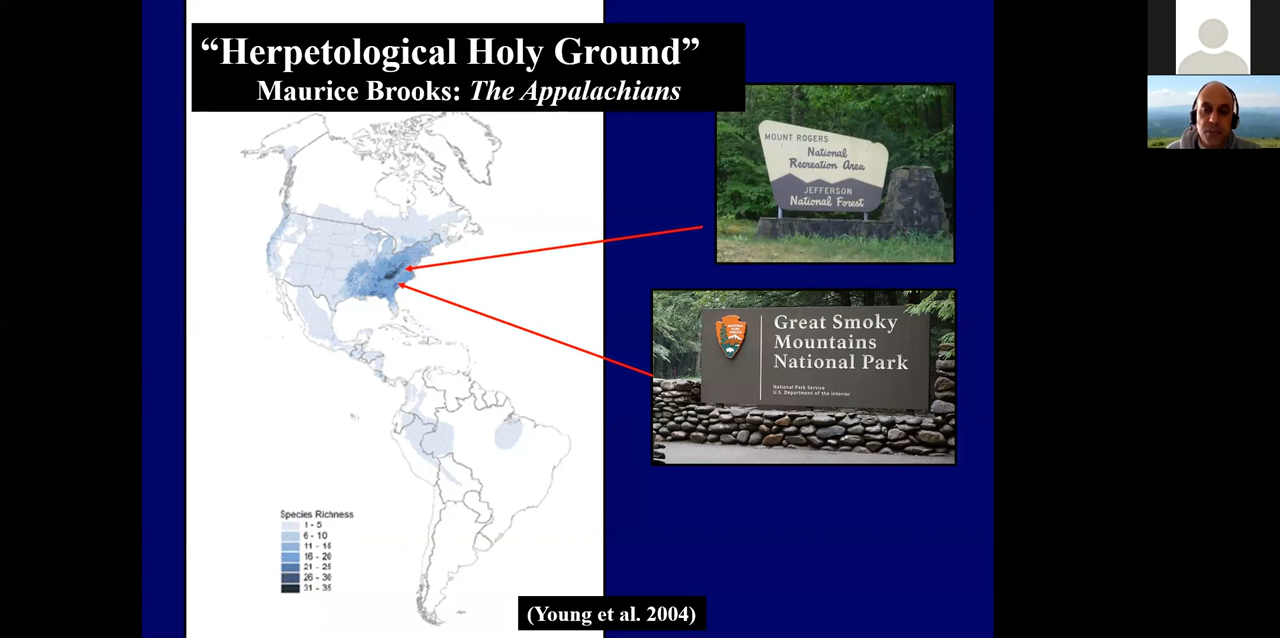 “Herpetological Holy Ground”
Maurice Brooks: The Appalachians
MOUNT ROGERS
National
Recreation Area
JEFFERSON
National Forest
Great Smoky
Mountains
National Park
National Park Service
U.S. Department of the Interior
Species Richness
1 - 5
6 - 10
11 - 15
16 - 20
21 - 25
26 - 30
31 - 35
(Young et al. 2004)